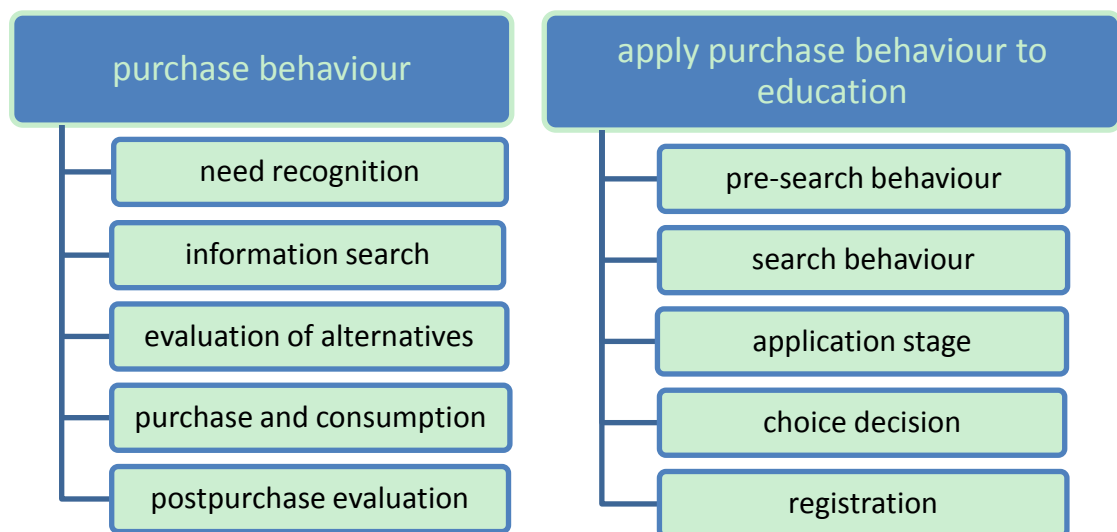 purchase behaviour
need recognition
information search
evaluation of alternatives
purchase and consumption
postpurchase evaluation
apply purchase behaviour to
education
pre-search behaviour
search behaviour
application stage
choice decision
registration